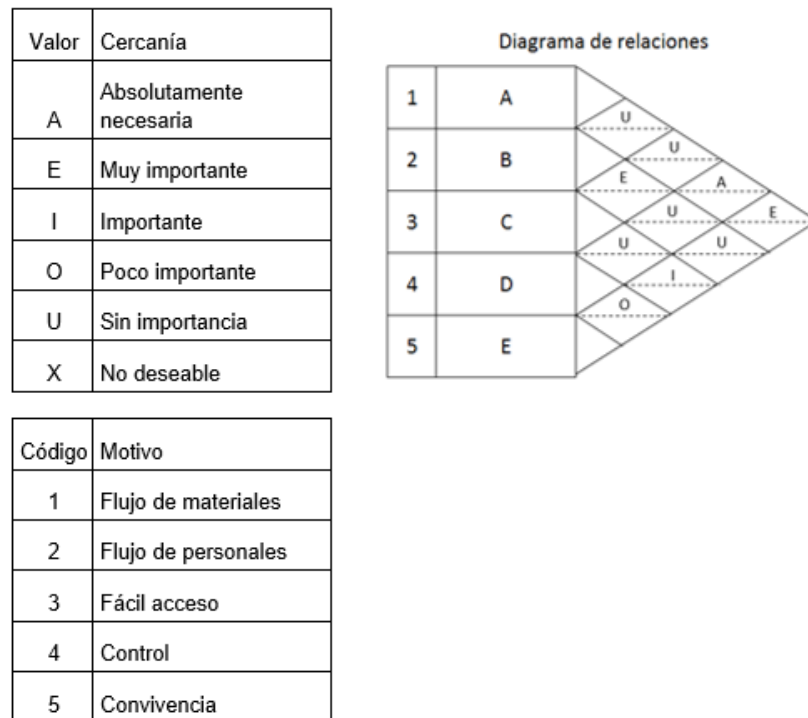 Valor Cercanía
A Absolutamente
necesaria
E Muy importante
I Importante
O Poco importante
U Sin importancia
X No deseable
Código Motivo
1 Flujo de materiales
2 Flujo de personales
3 Fácil acceso
4 Control
5 Convivencia
Diagrama de relaciones
1 A
U
U
2 B
E A
3 C U E
U U
4 D I
O
5 E